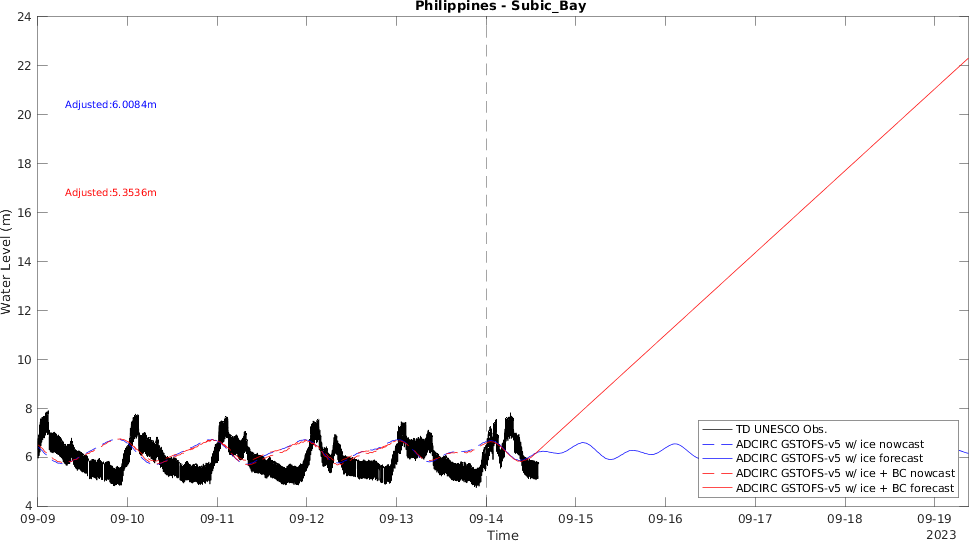 Philippines - Subic_Bay
24
22
20
18
16
14
12
10
8
6
4
Water Level (m)
Adjusted:6.0084m
Adjusted:5.3536m
TD UNESCO Obs.
ADCIRC GSTOFS-v5 w/ ice nowcast
ADCIRC GSTOFS-v5 w/ ice forecast
ADCIRC GSTOFS-v5 w/ ice + BC nowcast
ADCIRC GSTOFS-v5 w/ ice + BC forecast
09-09 09-10 09-11 09-12 09-13 09-14 09-15 09-16 09-17 09-18 09-19
Time
2023